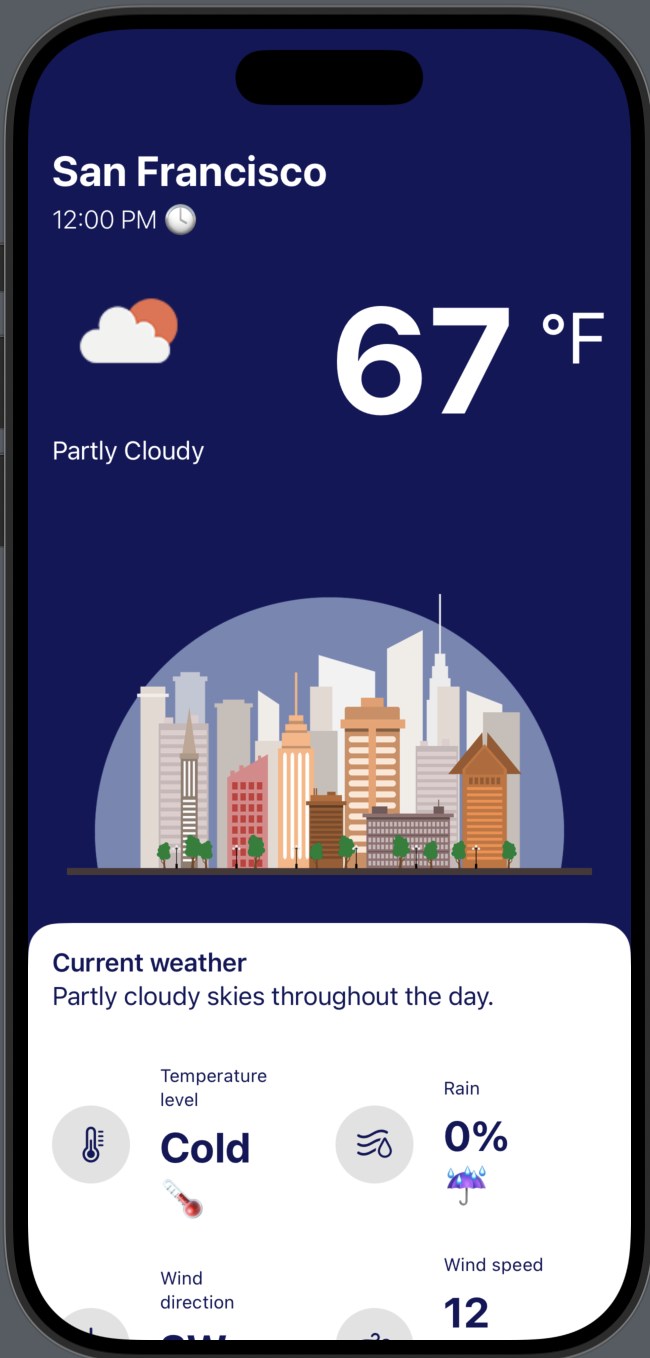 San Francisco
12:00 PM 🕓
67 °F
Partly Cloudy
Current weather
Partly cloudy skies throughout the day.
Temperature
level
Cold
🌡️
Rain
0%
☔
Wind
direction
SW
Wind speed
12